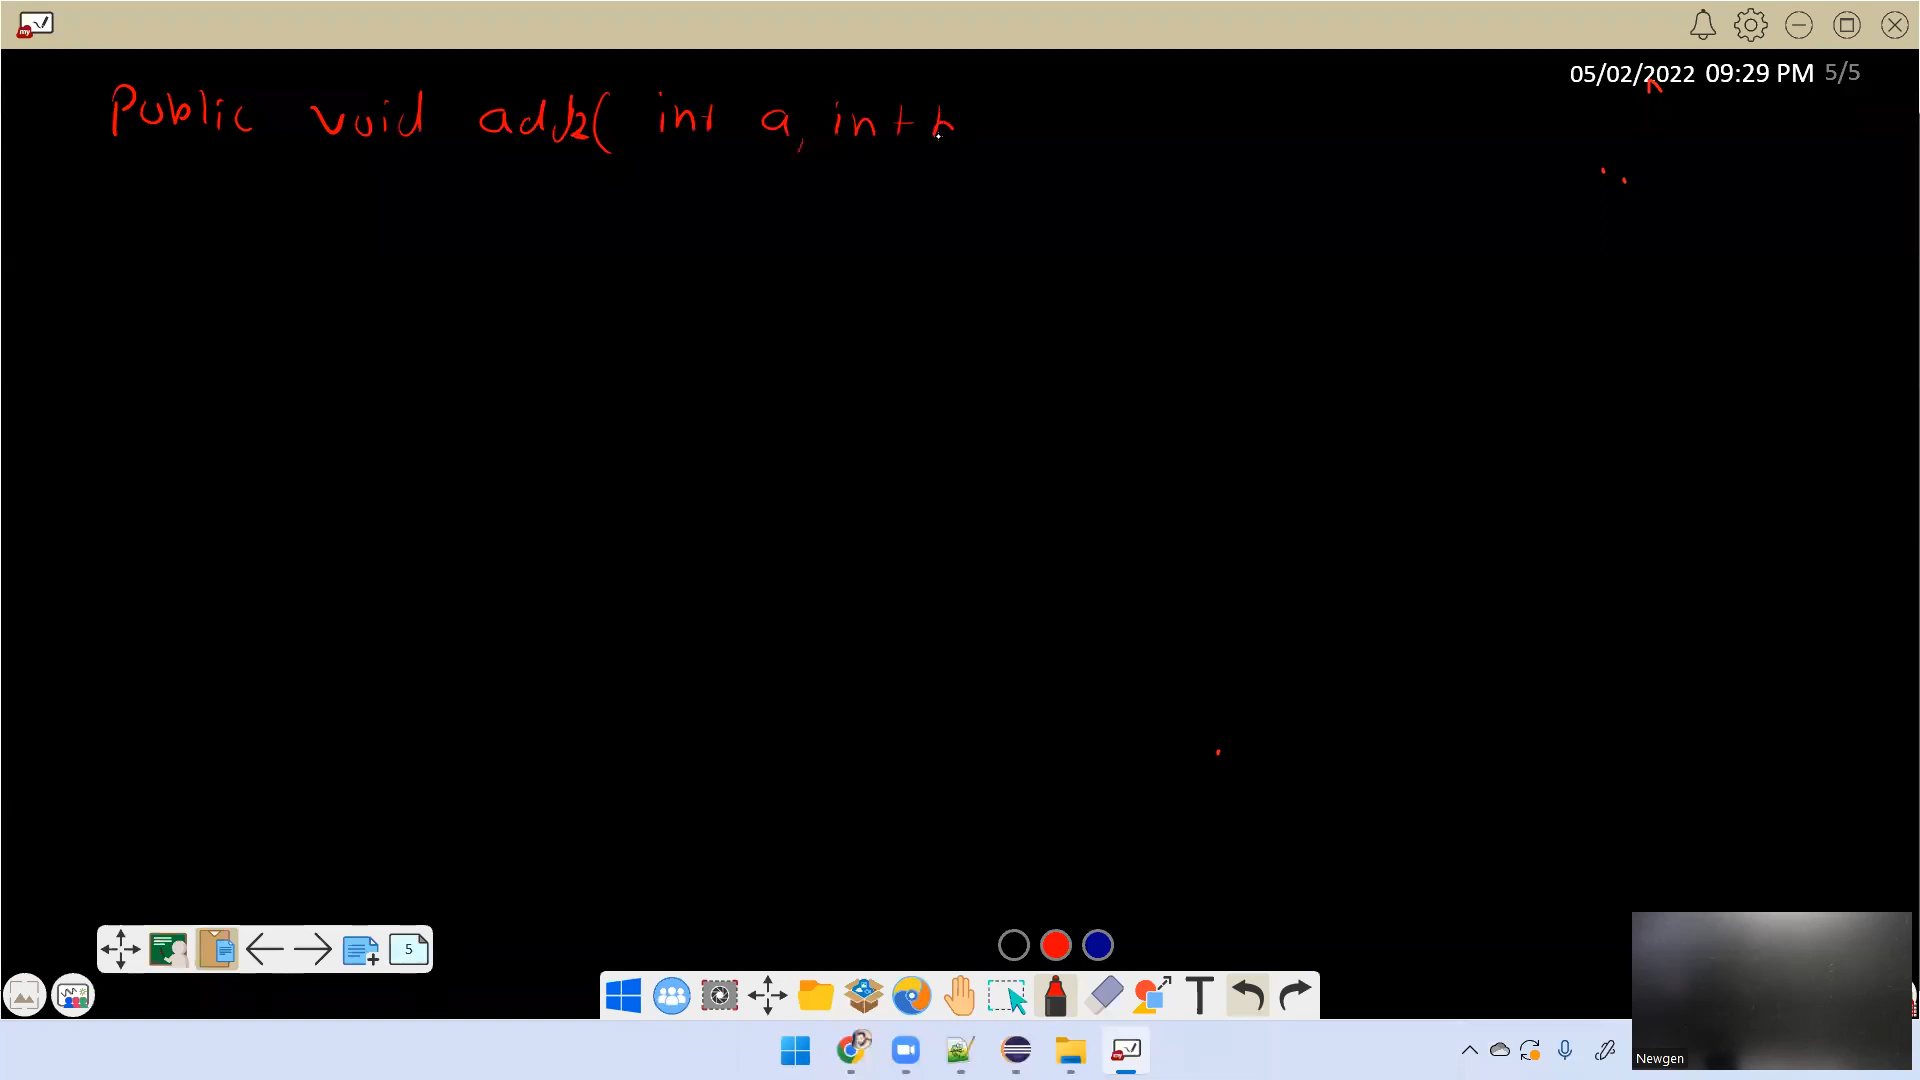 05/02/2022 09:29 PM 5/5
Public void add2( int a, int b
5
Newgen